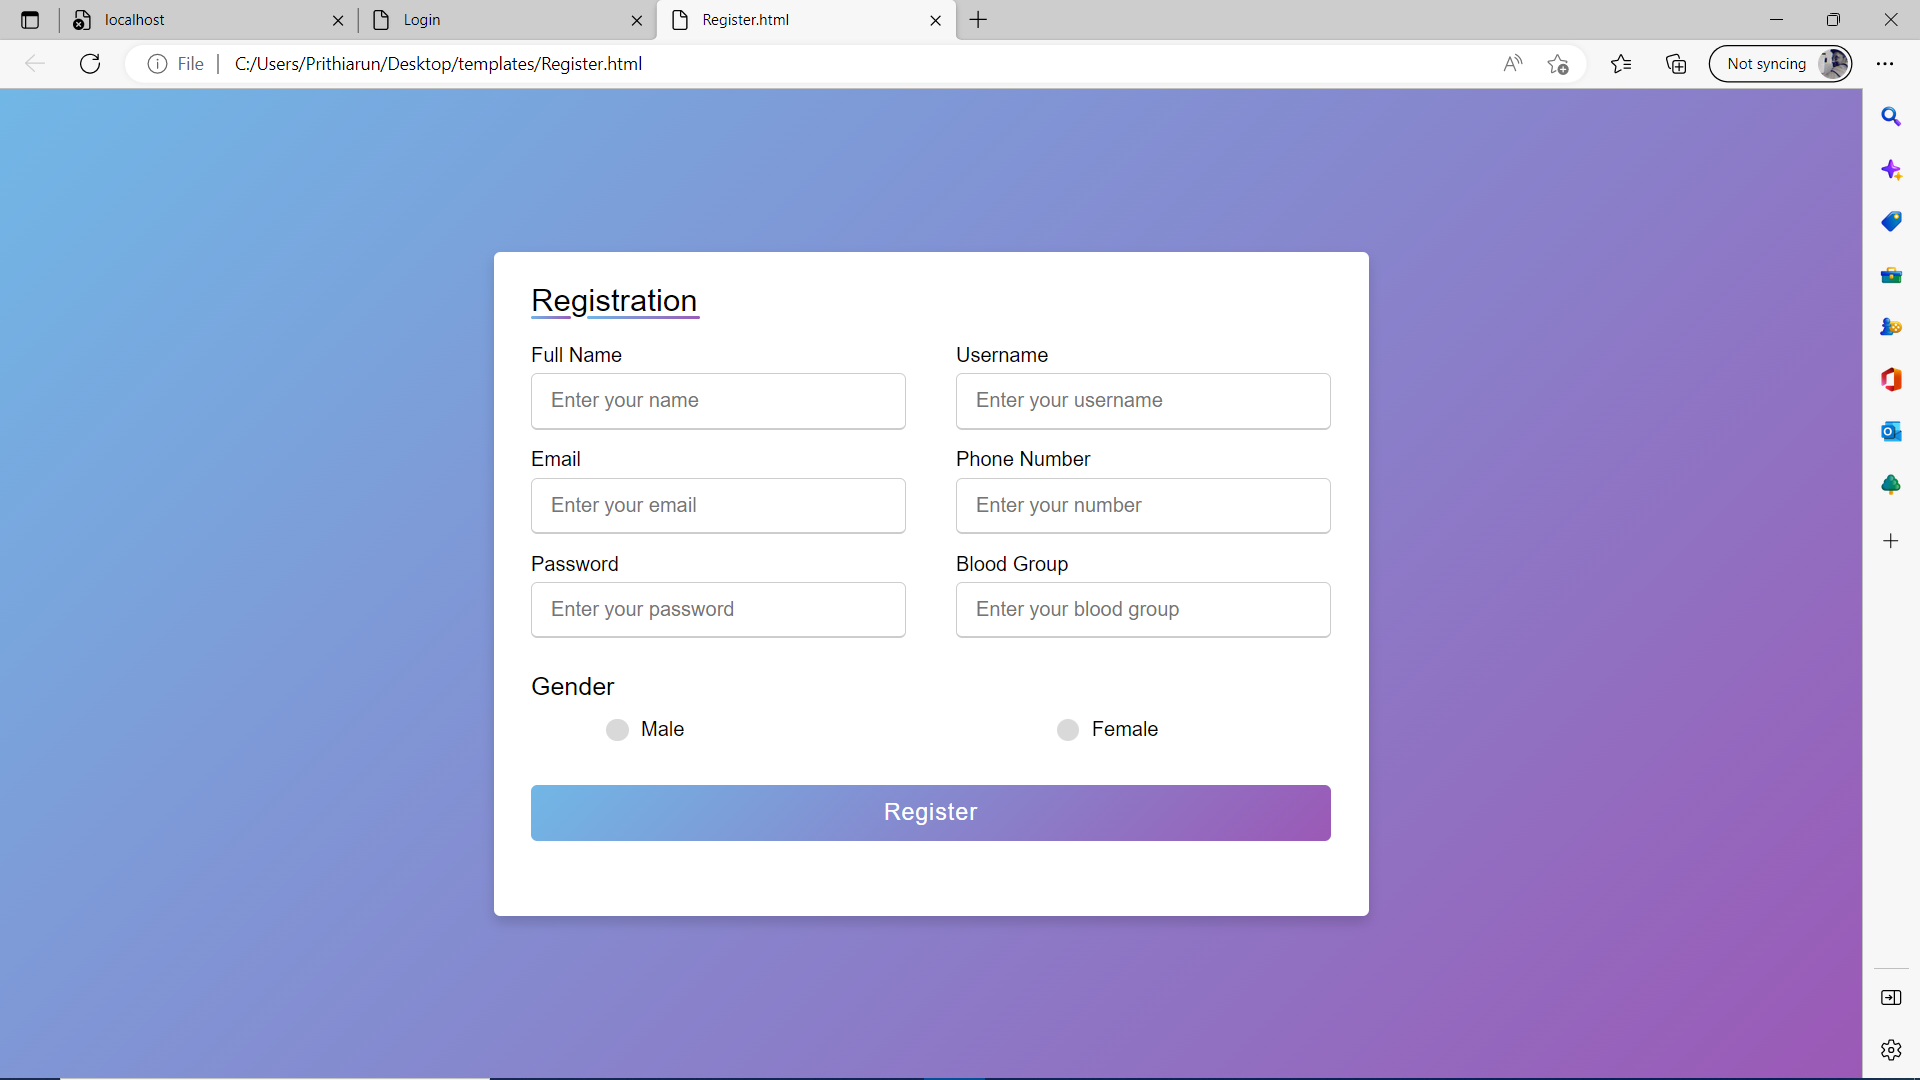 localhost
Login
Register.html
File
C:/Users/Prithiarun/Desktop/templates/Register.html
Not syncing
Registration
Full Name
Username
Enter your name
Enter your username
Email
Phone Number
Enter your email
Enter your number
Password
Blood Group
Enter your password
Enter your blood group
Gender
Male
Female
Register